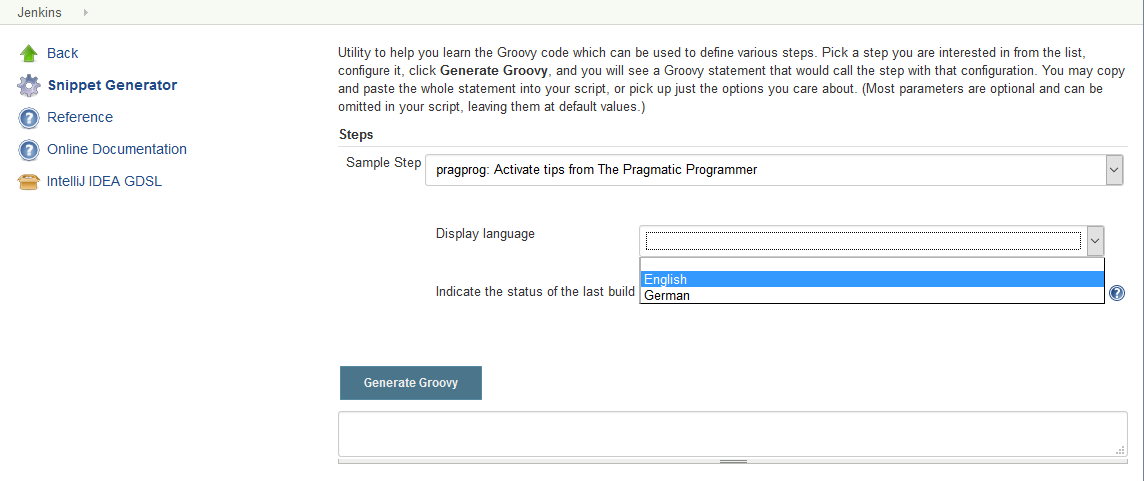 Jenkins
Back
Snippet Generator
Reference
Online Documentation
IntelliJ IDEA GDSL
Utility to help you learn the Groovy code which can be used to define various steps. Pick a step you are interested in from the list,
configure it, click Generate Groovy, and you will see a Groovy statement that would call the step with that configuration. You may copy
and paste the whole statement into your script, or pick up just the options you care about. (Most parameters are optional and can be
omitted in your script, leaving them at default values.)
Steps
Sample Step pragprog: Activate tips from The Pragmatic Programmer
Display language
English
Indicate the status of the last build
German
Generate Groovy